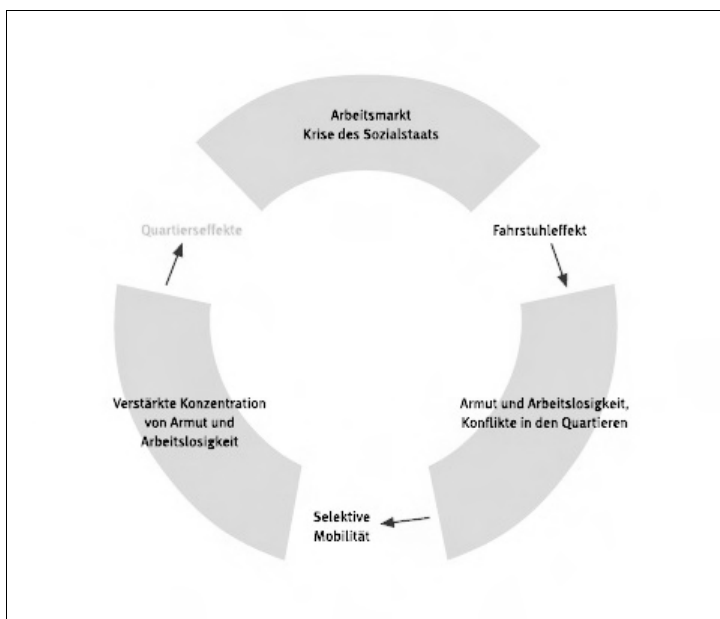 Arbeitsmarkt
Krise des Sozialstaats
Quartierseffekte
Fahrstuhleffekt
Verstärkte Konzentration
von Armut und
Arbeitslosigkeit
Armut und Arbeitslosigkeit,
Konflikte in den Quartieren
Selektive
Mobilität